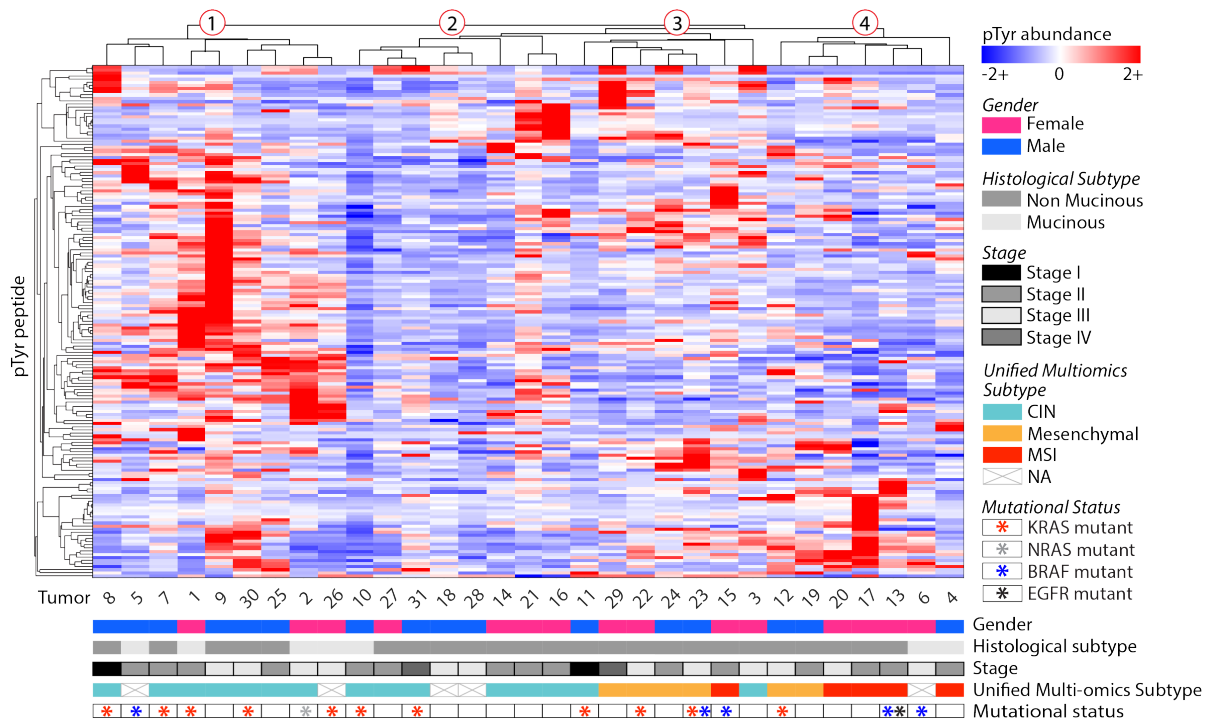 1 2 3 4
pTyr abundance
-2+ 0 2+
Gender
Female
Male
Histological Subtype
Non Mucinous
Mucinous
Stage
Stage I
Stage II
Stage III
Stage IV
Unified Multiomics
Subtype
CIN
Mesenchymal
MSI
NA
Mutational Status
* KRAS mutant
* NRAS mutant
* BRAF mutant
* EGFR mutant
pTyr peptide
Tumor 8 5 7 1 9 30 25 2 26 10 27 31 18 28 14 21 16 11 29 22 24 23 15 3 12 19 20 17 13 6 4
Gender
Histological subtype
Stage
Unified Multi-omics Subtype
* * * * * * * * * * * * * * * * * * Mutational status